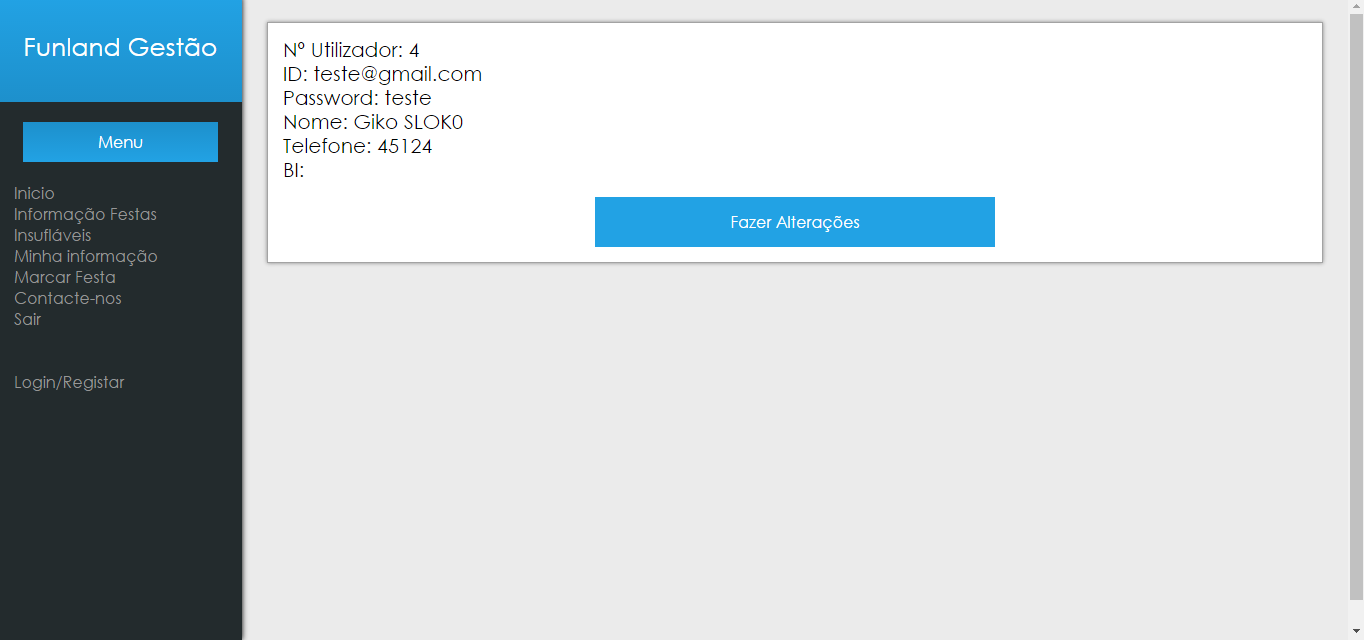 Funland Gestão
Menu
Inicio
Informação Festas
Insufláveis
Minha informação
Marcar Festa
Contacte-nos
Sair
Login/Registar
Nº Utilizador: 4
ID: teste@gmail.com
Password: teste
Nome: Giko SLOK0
Telefone: 45124
BI:
Fazer Alterações